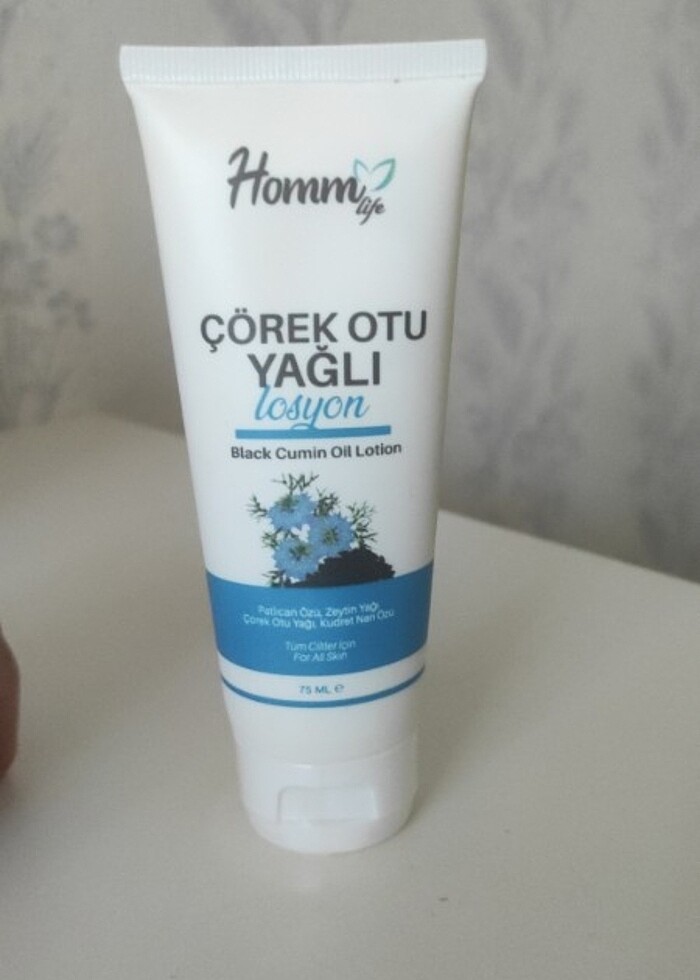 Homm
life
ÇÖREK OTU
YAĞLI
losyon
Black Cumin Oil Lotion
Patlıcan Özü, Zeytin Yağı,
Çörek Otu Yağı, Kudret Narı Özü
Tüm Ciltler İçin
For All Skin
75 ML ℮